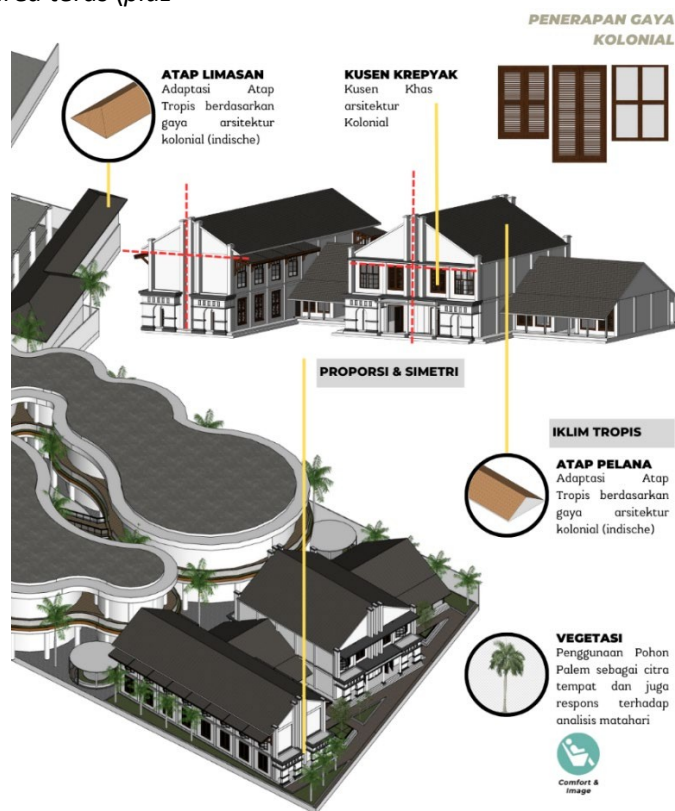 PENERAPAN GAYA
KOLONIAL
ATAP LIMASAN
Adaptasi Atap
Tropis berdasarkan
gaya arsitektur
kolonial (indische)
KUSEN KREPYAK
Kusen Khas
arsitektur
Kolonial
PROPORSI & SIMETRI
IKLIM TROPIS
ATAP PELANA
Adaptasi Atap
Tropis berdasarkan
gaya arsitektur
kolonial (indische)
VEGETASI
Penggunaan Pohon
Palem sebagai citra
tempat dan juga
respons terhadap
analisis matahari
Comfort &
Image